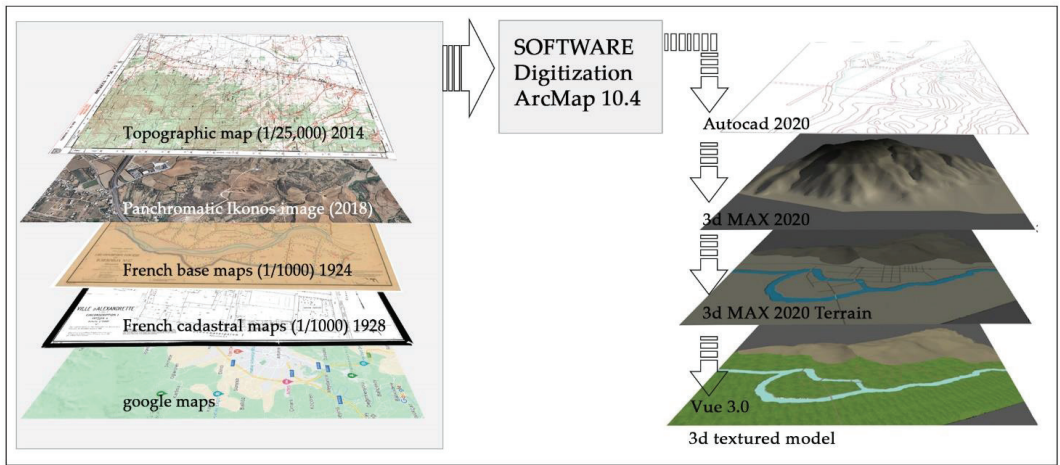 Topographic map (1/25,000) 2014
Panchromatic Ikonos image (2018)
French base maps (1/1000) 1924
VILLE D'ALEXANDRETTE
French cadastral maps (1/1000) 1928
google maps
SOFTWARE
Digitization
ArcMap 10.4
Autocad 2020
3d MAX 2020
3d MAX 2020 Terrain
Vue 3.0
3d textured model